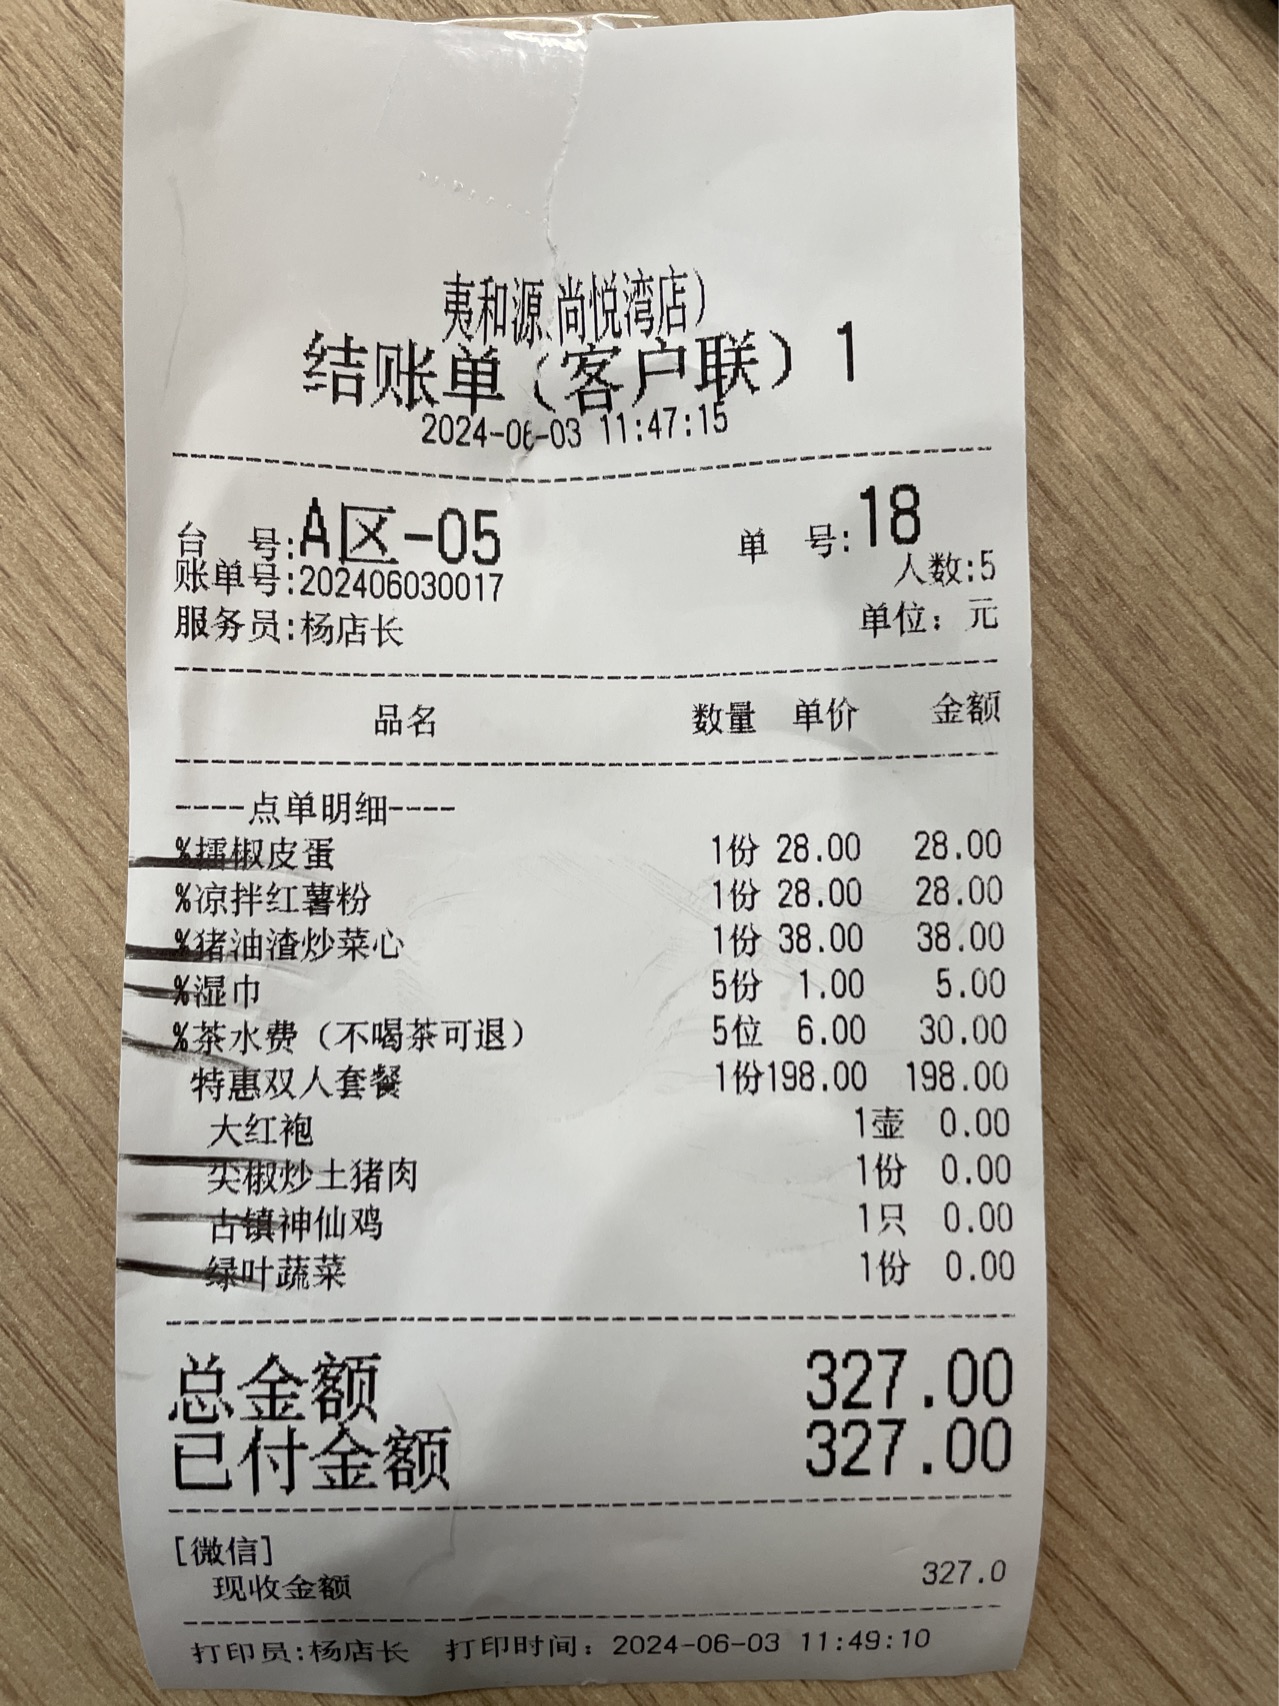 夷和源 尚悦湾店）
结账单（客户联）1
2024-06-03 11:47:15
台 号:A区-05 单 号:18
账单号:202406030017 人数:5
服务员:杨店长 单位：元
品名 数量 单价 金额
----点单明细----
%擂椒皮蛋 1份 28.00 28.00
%凉拌红薯粉 1份 28.00 28.00
%猪油渣炒菜心 1份 38.00 38.00
%湿巾 5份 1.00 5.00
%茶水费（不喝茶可退） 5位 6.00 30.00
特惠双人套餐 1份198.00 198.00
大红袍 1壶 0.00
尖椒炒土猪肉 1份 0.00
古镇神仙鸡 1只 0.00
绿叶蔬菜 1份 0.00
总金额 327.00
已付金额 327.00
[微信]
现收金额 327.0
打印员:杨店长 打印时间：2024-06-03 11:49:10